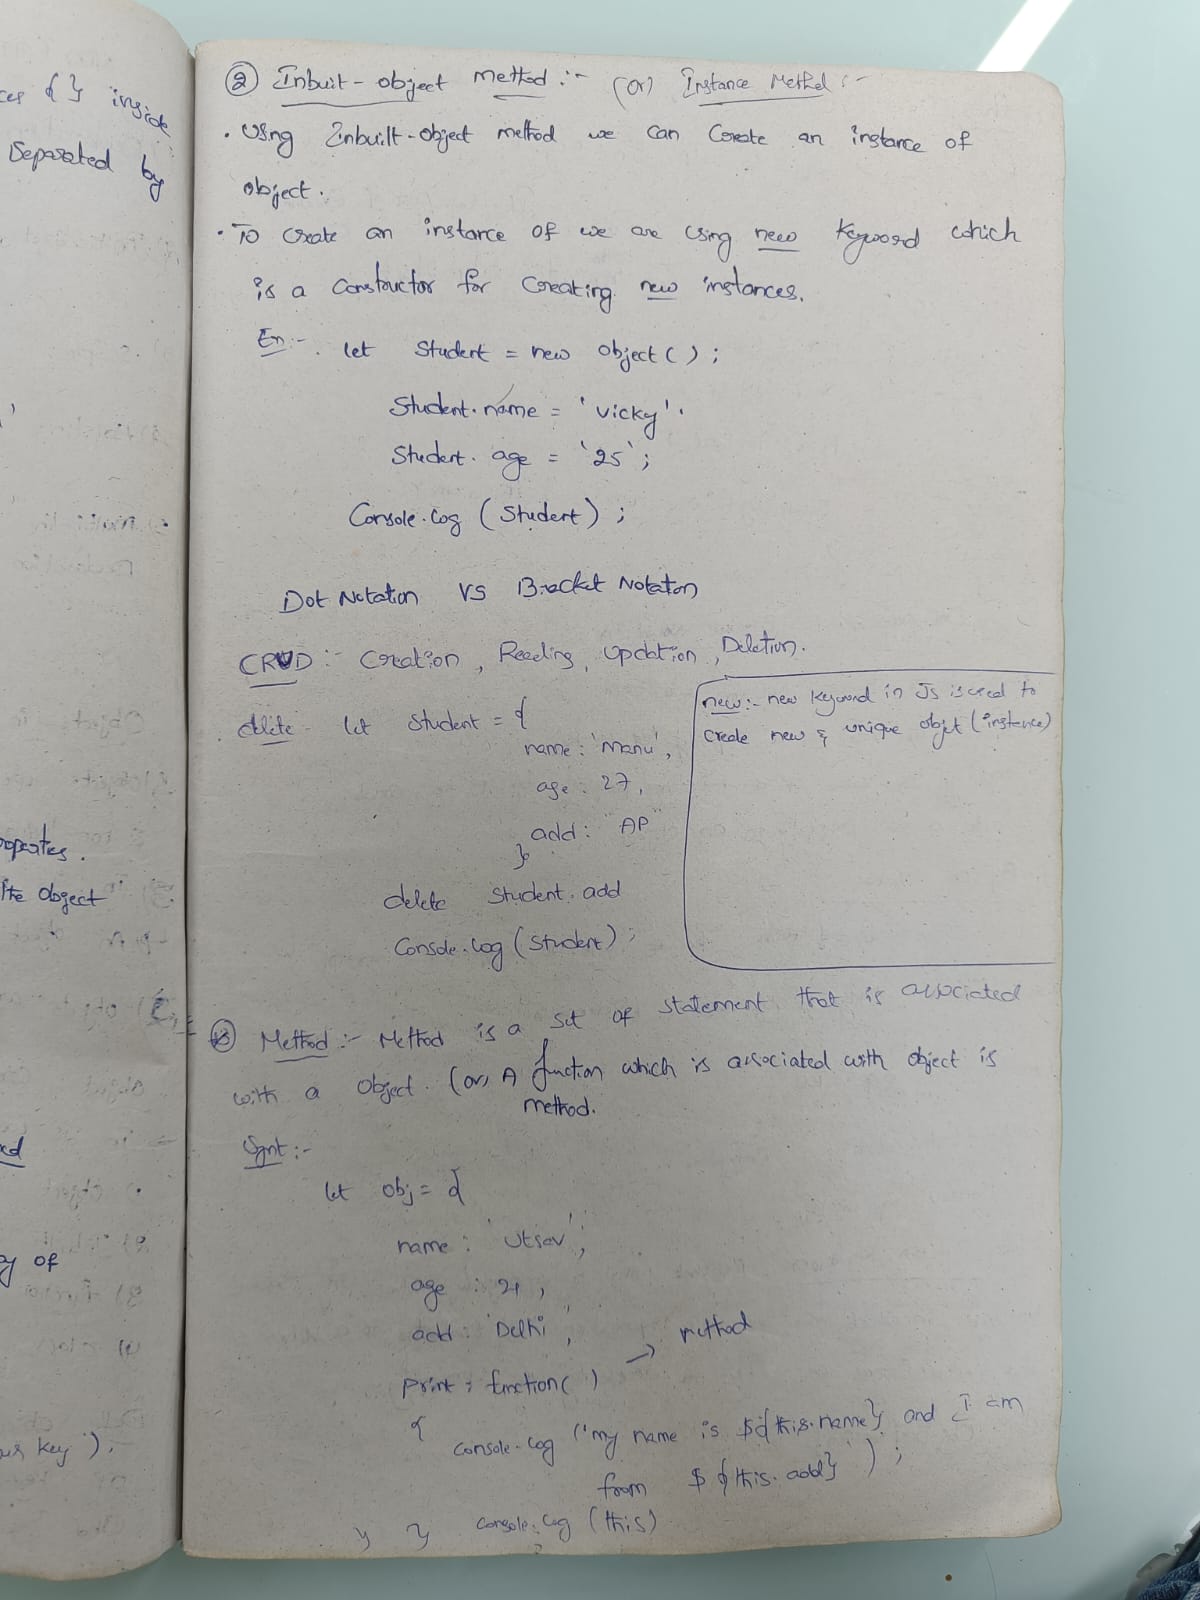 ces { } inside
Separated by
operties.
ite Object
ed
y of
key').
② Inbuit - object Method :- (or) Instance Method :-
. Using Inbuilt-Object method we can Create an instance of
object.
. To Create an instance of we are Using new keyword which
is a Constructor for Creating new instances.
Ex:- let Student = new Object ( ) ;
Student.name = 'Vicky'.
Student. age = '25' ;
Console.log (Student) ;
Dot Notation VS Bracket Notation
CRUD :- Creation , Reading, Updation , Deletion.
new:- new keyword in JS is used to
create new & unique objet (instance)
delite - let Student = {
name : 'Manu',
age : 27,
add : "AP"
}
delete Student. add
Console.log (Student) ;
Method :- Method is a set of statement that is associated
with a Object. (or) A function which is associated with object is
method.
Synt :-
let obj = {
name : 'Utsav',
age : 21 ,
add : 'Delhi',
print : function( ) → method
{
console.log ('my name is ${this.name} and I am
from ${this.add}` ) ;
Console.log (this)
} }